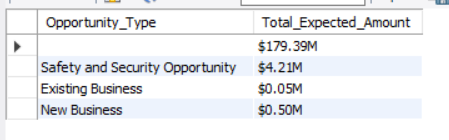 Opportunity_Type Total_Expected_Amount
$179.39M
Safety and Security Opportunity $4.21M
Existing Business $0.05M
New Business $0.50M